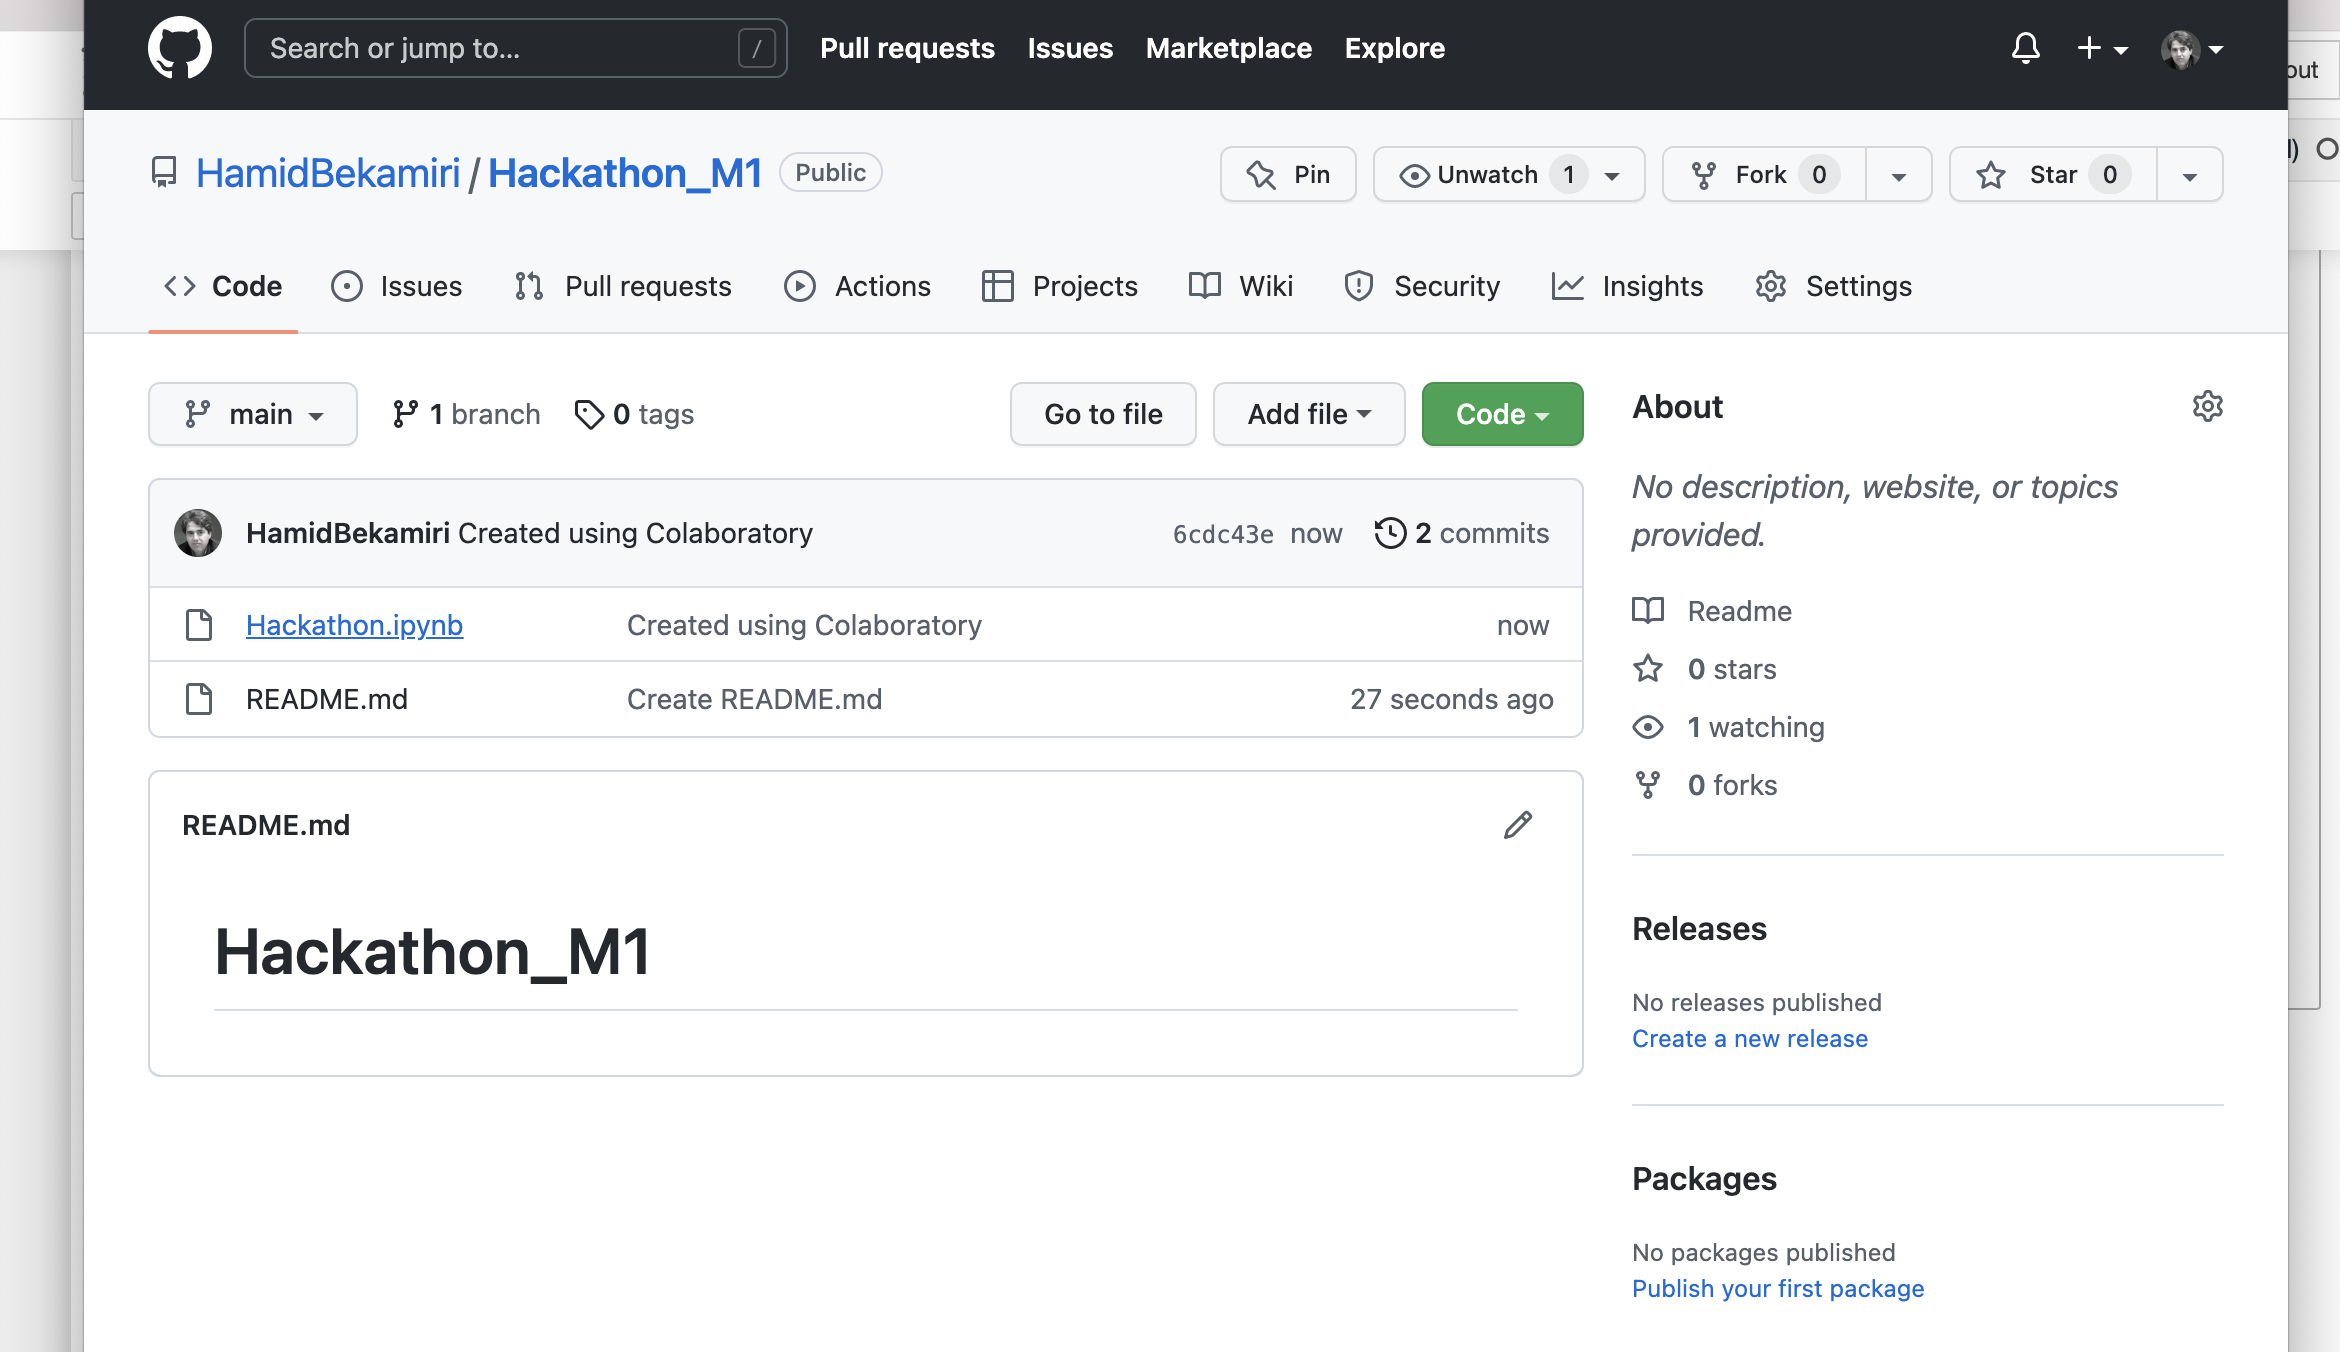 Search or jump to... / Pull requests Issues Marketplace Explore
out
HamidBekamiri / Hackathon_M1 Public Pin Unwatch 1 Fork 0 Star 0
Code Issues Pull requests Actions Projects Wiki Security Insights Settings
main 1 branch 0 tags Go to file Add file Code
HamidBekamiri Created using Colaboratory 6cdc43e now 2 commits
Hackathon.ipynb Created using Colaboratory now
README.md Create README.md 27 seconds ago
README.md
Hackathon_M1
About
No description, website, or topics
provided.
Readme
0 stars
1 watching
0 forks
Releases
No releases published
Create a new release
Packages
No packages published
Publish your first package